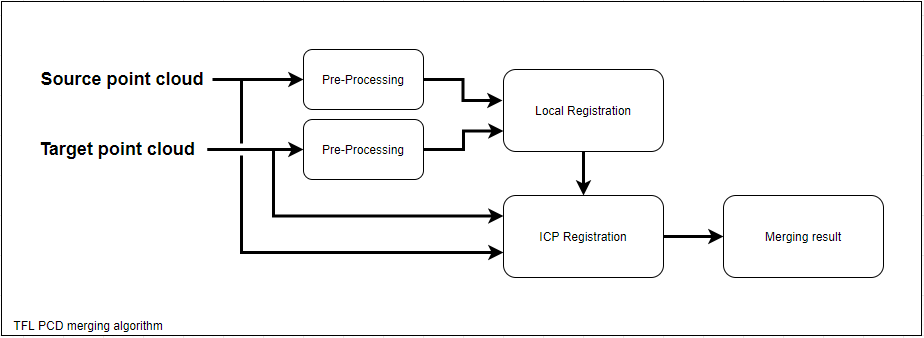 Source point cloud
Pre-Processing
Local Registration
Target point cloud
Pre-Processing
ICP Registration
Merging result
TFL PCD merging algorithm